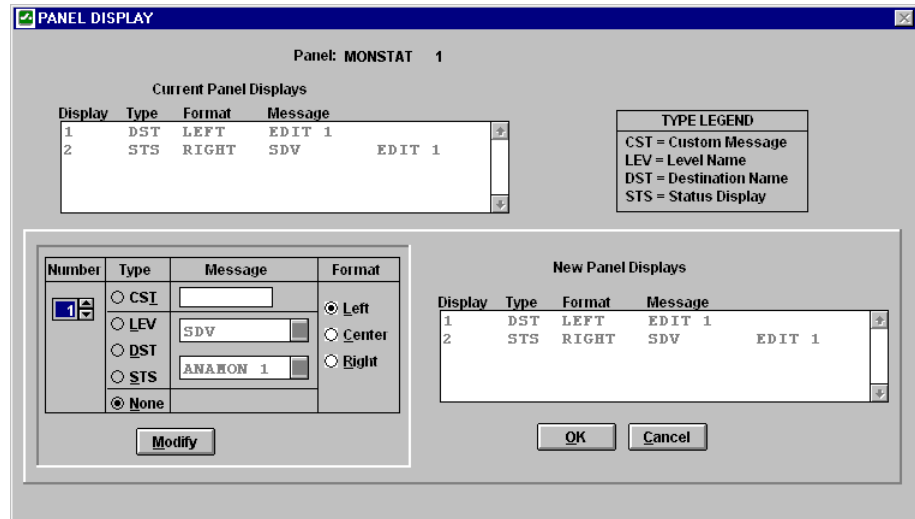 PANEL DISPLAY
Panel: MONSTAT 1
Current Panel Displays
Display Type Format Message
1 DST LEFT EDIT 1
2 STS RIGHT SDV EDIT 1
TYPE LEGEND
CST = Custom Message
LEV = Level Name
DST = Destination Name
STS = Status Display
Number Type Message Format
1
CST
LEV
DST
STS
None
SDV
ANAMON 1
Left
Center
Right
Modify
New Panel Displays
Display Type Format Message
1 DST LEFT EDIT 1
2 STS RIGHT SDV EDIT 1
OK Cancel